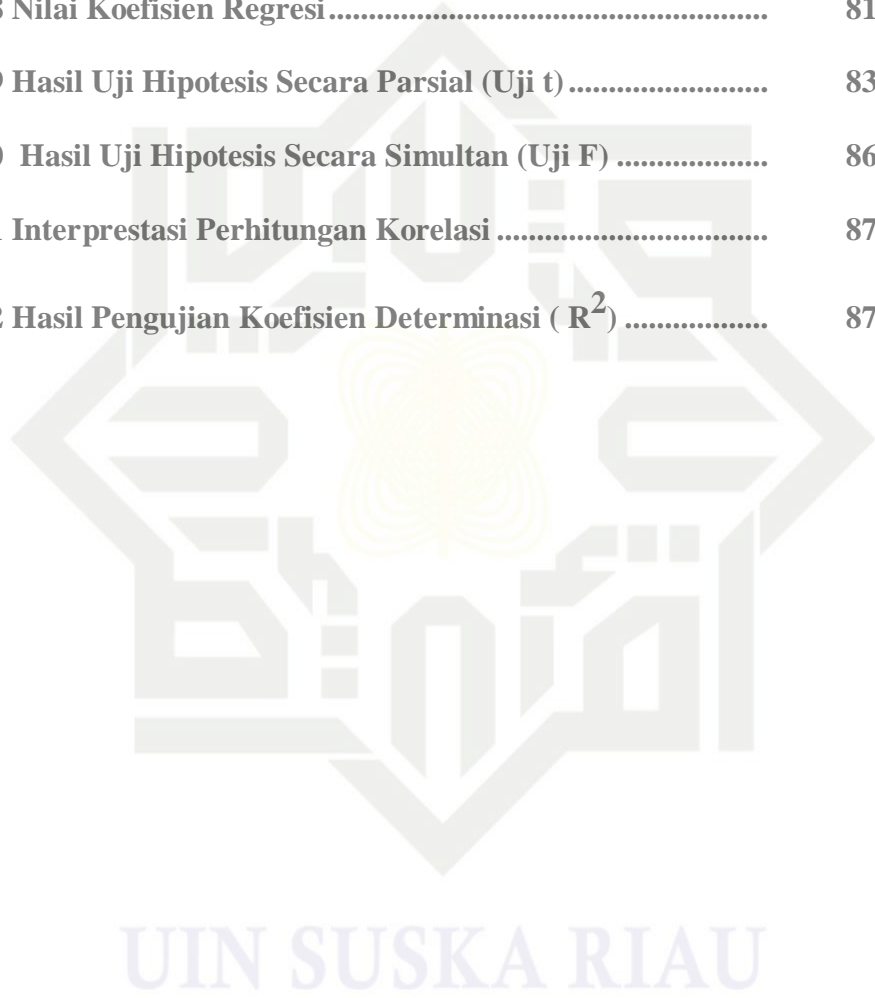 Nilai Koefisien Regresi.................................................... 81
Hasil Uji Hipotesis Secara Parsial (Uji t)........................ 83
Hasil Uji Hipotesis Secara Simultan (Uji F) ................... 86
Interprestasi Perhitungan Korelasi.................................. 87
2 Hasil Pengujian Koefisien Determinasi ( R²) .................. 87
UIN SUSKA RIAU